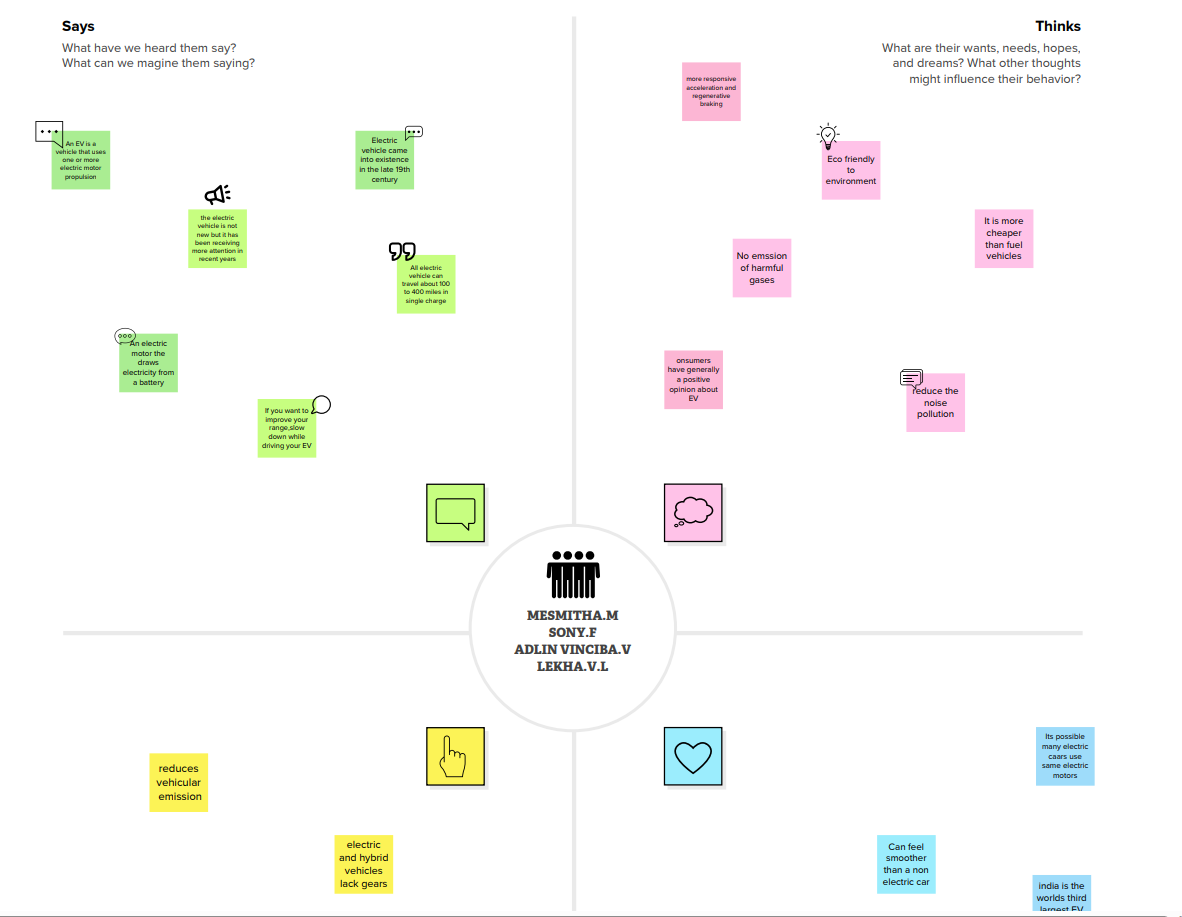 Says
What have we heard them say?
What can we magine them saying?
Thinks
What are their wants, needs, hopes,
and dreams? What other thoughts
might influence their behavior?
An EV is a
vehicle that uses
one or more
electric motor
propulsion
Electric
vehicle came
into existence
in the late 19th
century
the electric
vehicle is not
new but it has
been receiving
more attention in
recent years
All electric
vehicle can
travel about 100
to 400 miles in
single charge
An electric
motor the
draws
electricity from
a battery
If you want to
improve your
range,slow
down while
driving your EV
more responsive
acceleration and
regenerative
braking
Eco friendly
to
environment
It is more
cheaper
than fuel
vehicles
No emssion
of harmful
gases
onsumers
have generally
a positive
opinion about
EV
reduce the
noise
pollution
MESMITHA.M
SONY.F
ADLIN VINCIBA.V
LEKHA.V.L
reduces
vehicular
emission
electric
and hybrid
vehicles
lack gears
Its possible
many electric
caars use
same electric
motors
Can feel
smoother
than a non
electric car
india is the
worlds third
largest EV